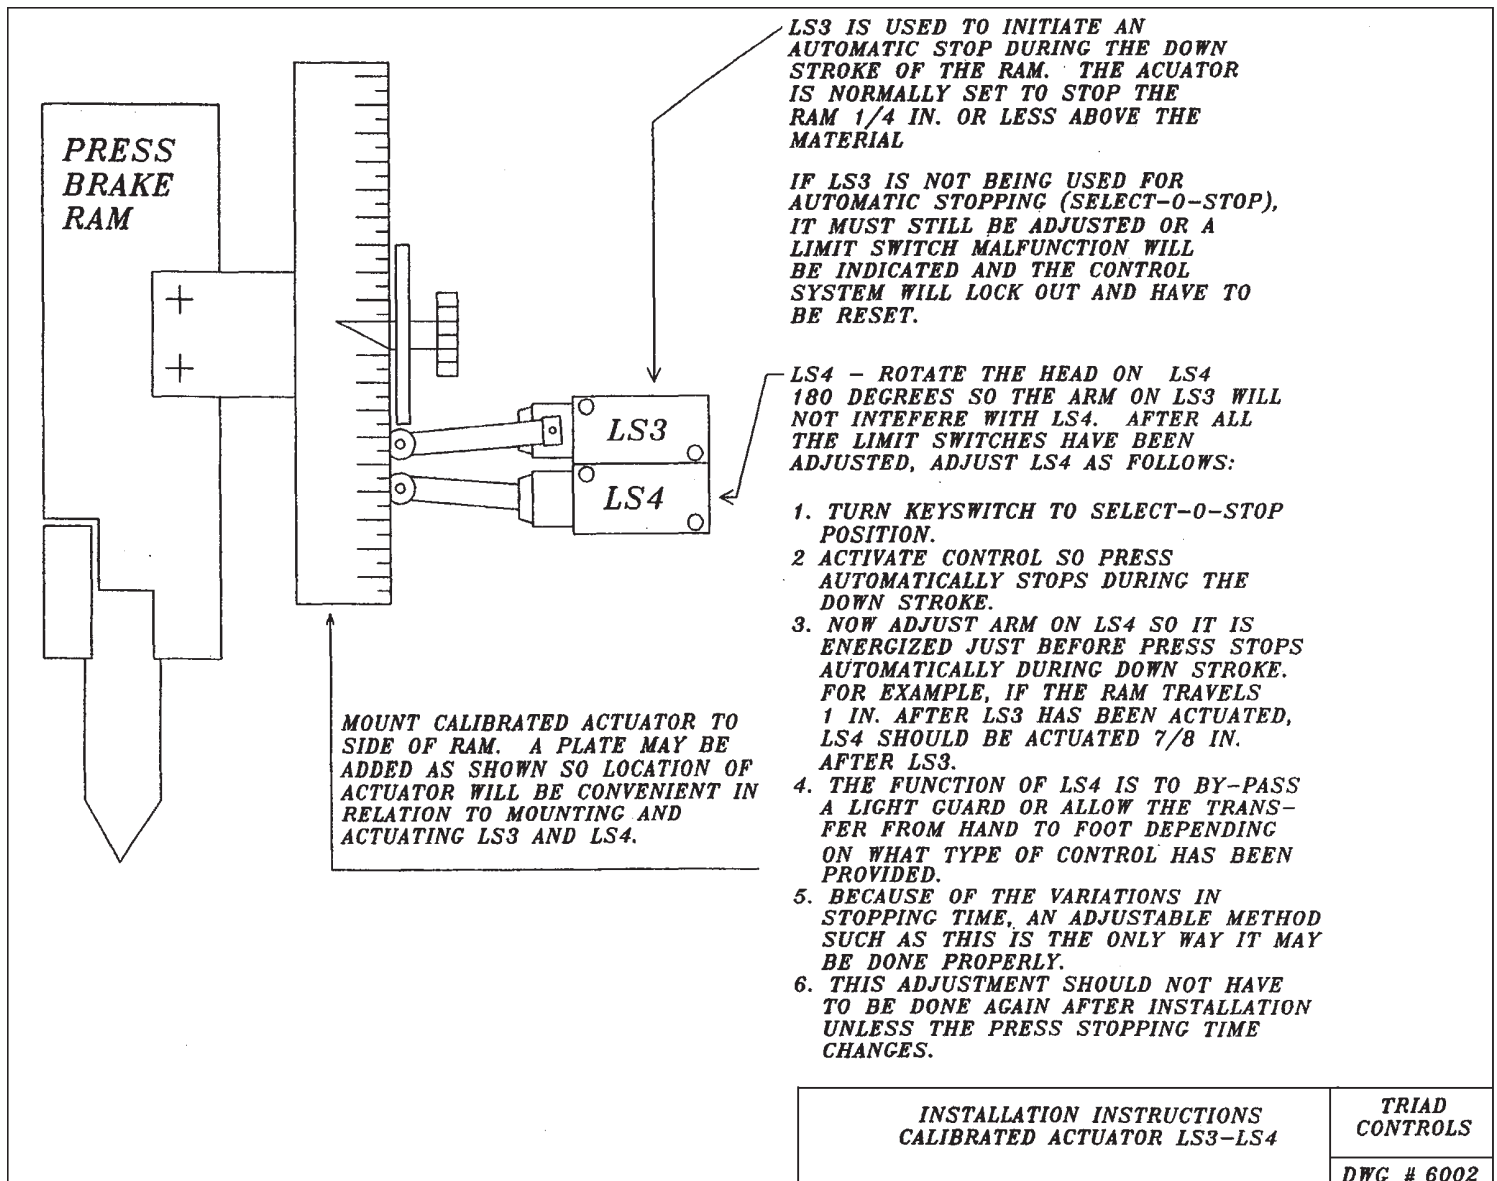 PRESS
BRAKE
RAM
LS3
LS4
MOUNT CALIBRATED ACTUATOR TO
SIDE OF RAM. A PLATE MAY BE
ADDED AS SHOWN SO LOCATION OF
ACTUATOR WILL BE CONVENIENT IN
RELATION TO MOUNTING AND
ACTUATING LS3 AND LS4.
LS3 IS USED TO INITIATE AN
AUTOMATIC STOP DURING THE DOWN
STROKE OF THE RAM. THE ACUATOR
IS NORMALLY SET TO STOP THE
RAM 1/4 IN. OR LESS ABOVE THE
MATERIAL
IF LS3 IS NOT BEING USED FOR
AUTOMATIC STOPPING (SELECT-O-STOP),
IT MUST STILL BE ADJUSTED OR A
LIMIT SWITCH MALFUNCTION WILL
BE INDICATED AND THE CONTROL
SYSTEM WILL LOCK OUT AND HAVE TO
BE RESET.
LS4 - ROTATE THE HEAD ON LS4
180 DEGREES SO THE ARM ON LS3 WILL
NOT INTEFERE WITH LS4. AFTER ALL
THE LIMIT SWITCHES HAVE BEEN
ADJUSTED, ADJUST LS4 AS FOLLOWS:
1. TURN KEYSWITCH TO SELECT-O-STOP
POSITION.
2 ACTIVATE CONTROL SO PRESS
AUTOMATICALLY STOPS DURING THE
DOWN STROKE.
3. NOW ADJUST ARM ON LS4 SO IT IS
ENERGIZED JUST BEFORE PRESS STOPS
AUTOMATICALLY DURING DOWN STROKE.
FOR EXAMPLE, IF THE RAM TRAVELS
1 IN. AFTER LS3 HAS BEEN ACTUATED,
LS4 SHOULD BE ACTUATED 7/8 IN.
AFTER LS3.
4. THE FUNCTION OF LS4 IS TO BY-PASS
A LIGHT GUARD OR ALLOW THE TRANS-
FER FROM HAND TO FOOT DEPENDING
ON WHAT TYPE OF CONTROL HAS BEEN
PROVIDED.
5. BECAUSE OF THE VARIATIONS IN
STOPPING TIME, AN ADJUSTABLE METHOD
SUCH AS THIS IS THE ONLY WAY IT MAY
BE DONE PROPERLY.
6. THIS ADJUSTMENT SHOULD NOT HAVE
TO BE DONE AGAIN AFTER INSTALLATION
UNLESS THE PRESS STOPPING TIME
CHANGES.
INSTALLATION INSTRUCTIONS
CALIBRATED ACTUATOR LS3-LS4
TRIAD
CONTROLS
DWG # 6002